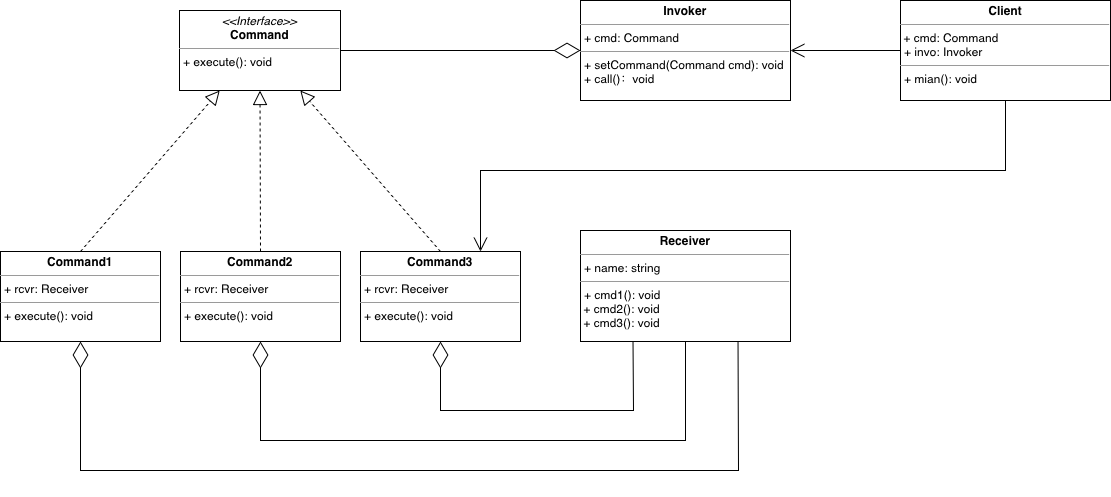 <<Interface>>
Command
+ execute(): void
Invoker
+ cmd: Command
+ setCommand(Command cmd): void
+ call()： void
Client
+ cmd: Command
+ invo: Invoker
+ mian(): void
Command1
+ rcvr: Receiver
+ execute(): void
Command2
+ rcvr: Receiver
+ execute(): void
Command3
+ rcvr: Receiver
+ execute(): void
Receiver
+ name: string
+ cmd1(): void
+ cmd2(): void
+ cmd3(): void